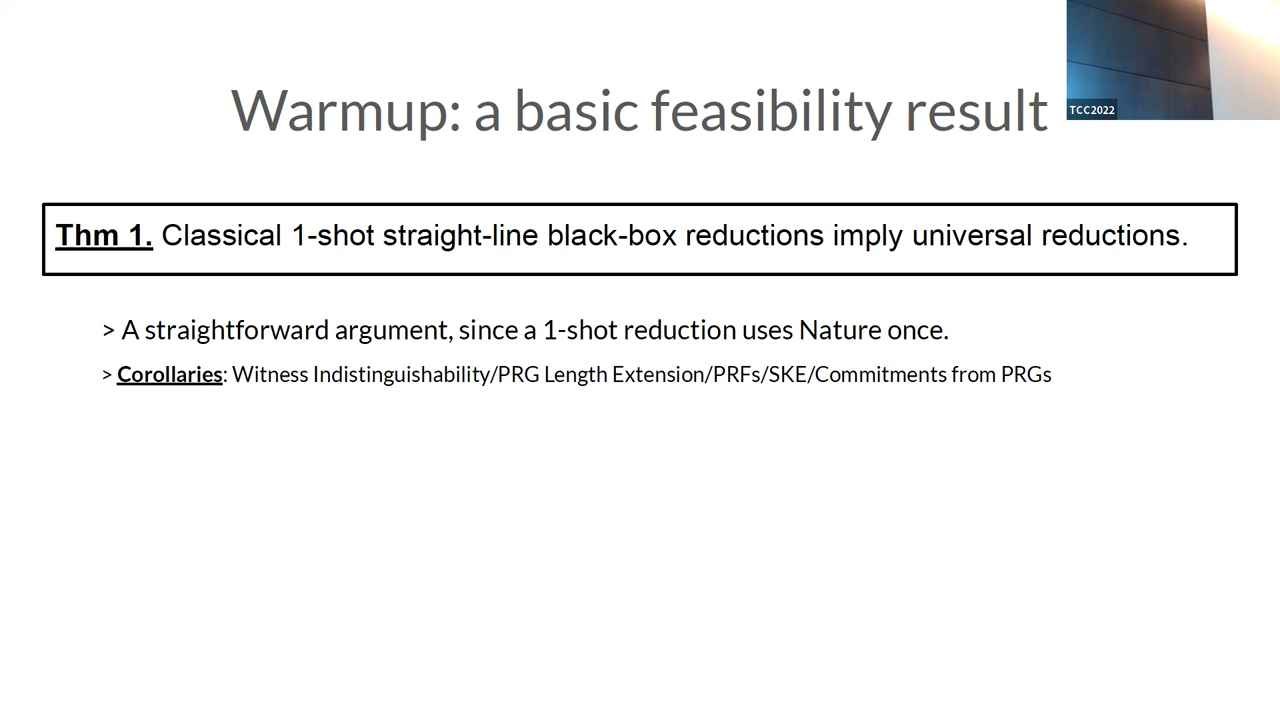 TCC2022
Warmup: a basic feasibility result
Thm 1. Classical 1-shot straight-line black-box reductions imply universal reductions.
> A straightforward argument, since a 1-shot reduction uses Nature once.
> Corollaries: Witness Indistinguishability/PRG Length Extension/PRFs/SKE/Commitments from PRGs